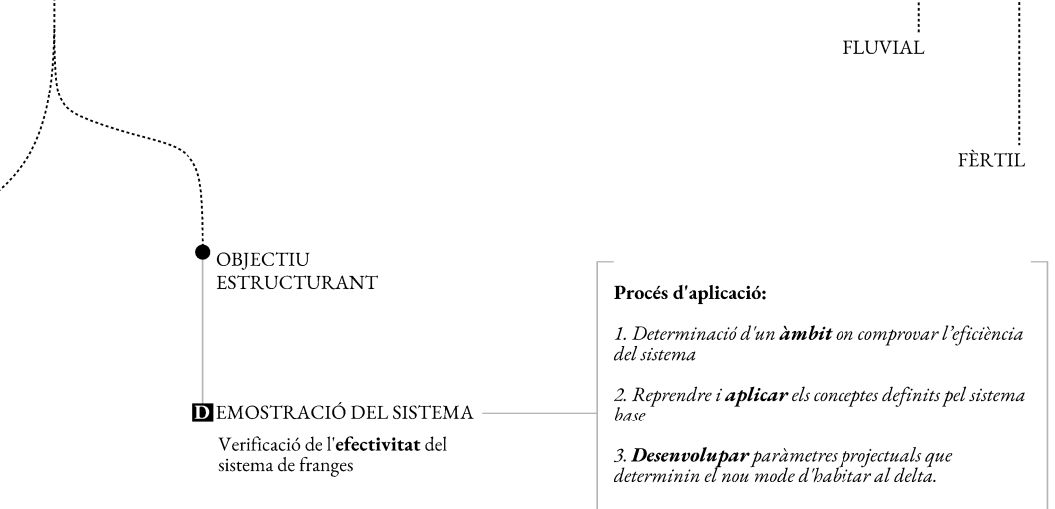 FLUVIAL
FÈRTIL
OBJECTIU
ESTRUCTURANT
Procés d'aplicació:
1. Determinació d'un àmbit on comprovar l’eficiència
del sistema
2. Reprendre i aplicar els conceptes definits pel sistema
base
3. Desenvolupar paràmetres projectuals que
determinin el nou mode d'habitar al delta.
DEMOSTRACIÓ DEL SISTEMA
Verificació de l'efectivitat del
sistema de franges